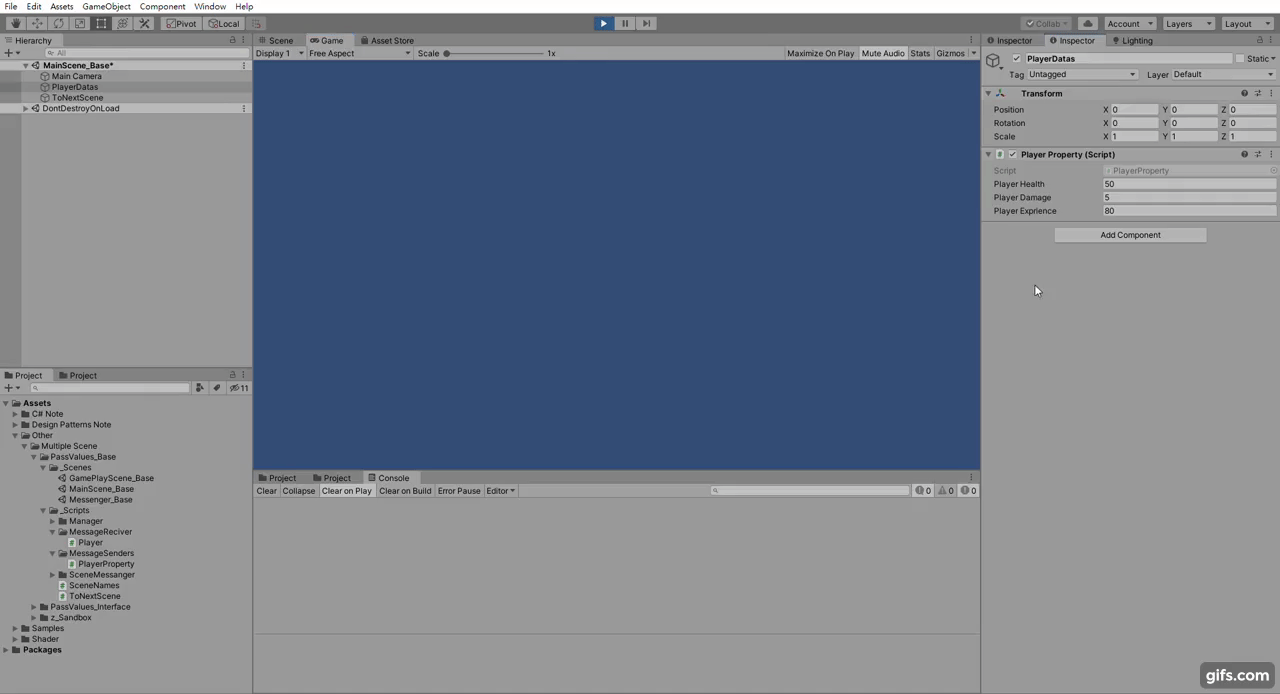 File Edit Assets GameObject Component Window Help
Pivot Local Collab Account Layers Layout
Hierarchy
All
MainScene_Base*
Main Camera
PlayerDatas
ToNextScene
DontDestroyOnLoad
Scene Game Asset Store
Display 1 Free Aspect Scale 1x Maximize On Play Mute Audio Stats Gizmos
Inspector Inspector Lighting
PlayerDatas Static
Tag Untagged Layer Default
Transform
Position X 0 Y 0 Z 0
Rotation X 0 Y 0 Z 0
Scale X 1 Y 1 Z 1
Player Property (Script)
Script PlayerProperty
Player Health 50
Player Damage 5
Player Exprience 80
Add Component
Project Project
11
Assets
C# Note
Design Patterns Note
Other
Multiple Scene
PassValues_Base
_Scenes
GamePlayScene_Base
MainScene_Base
Messenger_Base
_Scripts
Manager
MessageReciver
Player
MessageSenders
PlayerProperty
SceneMessanger
SceneNames
ToNextScene
PassValues_Interface
z_Sandbox
Samples
Shader
Packages
Project Project Console
Clear Collapse Clear on Play Clear on Build Error Pause Editor 0 0 0
gifs.com